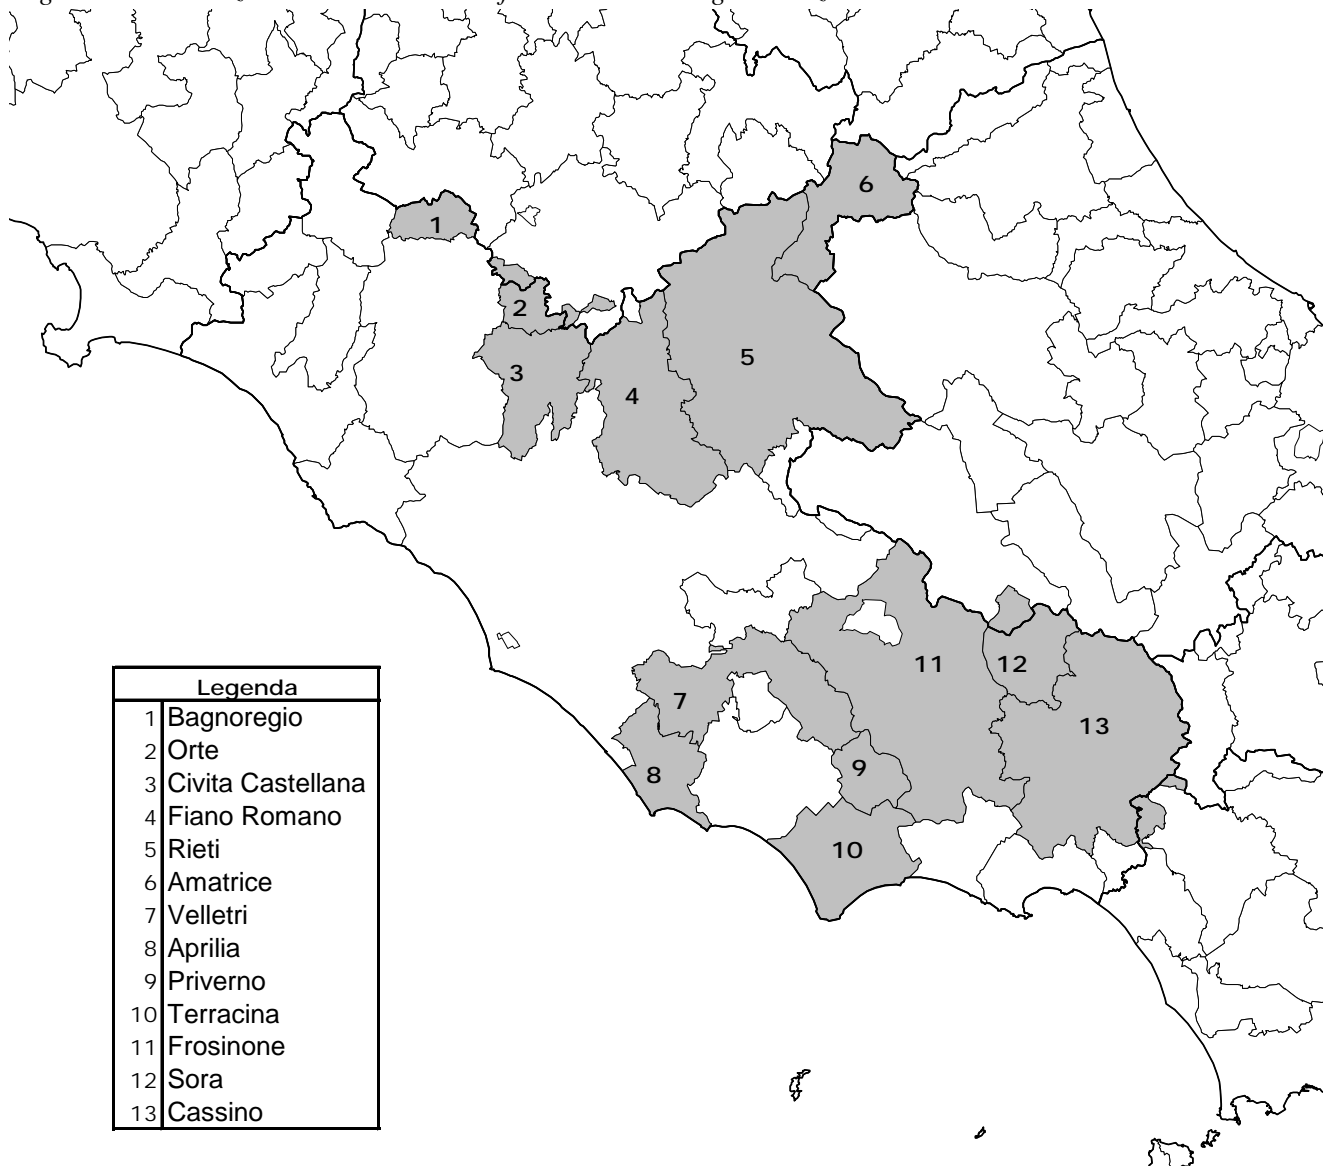 1
2
3
4
5
6
7
8
9
10
11
12
13
Legenda
1 Bagnoregio
2 Orte
3 Civita Castellana
4 Fiano Romano
5 Rieti
6 Amatrice
7 Velletri
8 Aprilia
9 Priverno
10 Terracina
11 Frosinone
12 Sora
13 Cassino